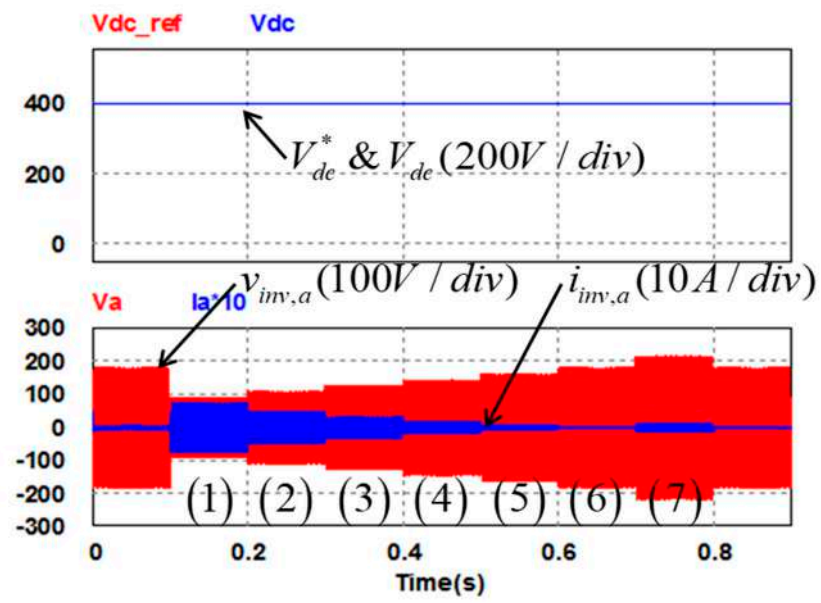 Vdc_ref Vdc
400
V*dc & Vdc (200V / div)
200
0
vinv,a (100V / div) iinv,a (10A / div)
Va Ia*10
300
200
100
0
-100
-200
(1) (2) (3) (4) (5) (6) (7)
-300
0 0.2 0.4 0.6 0.8
Time(s)